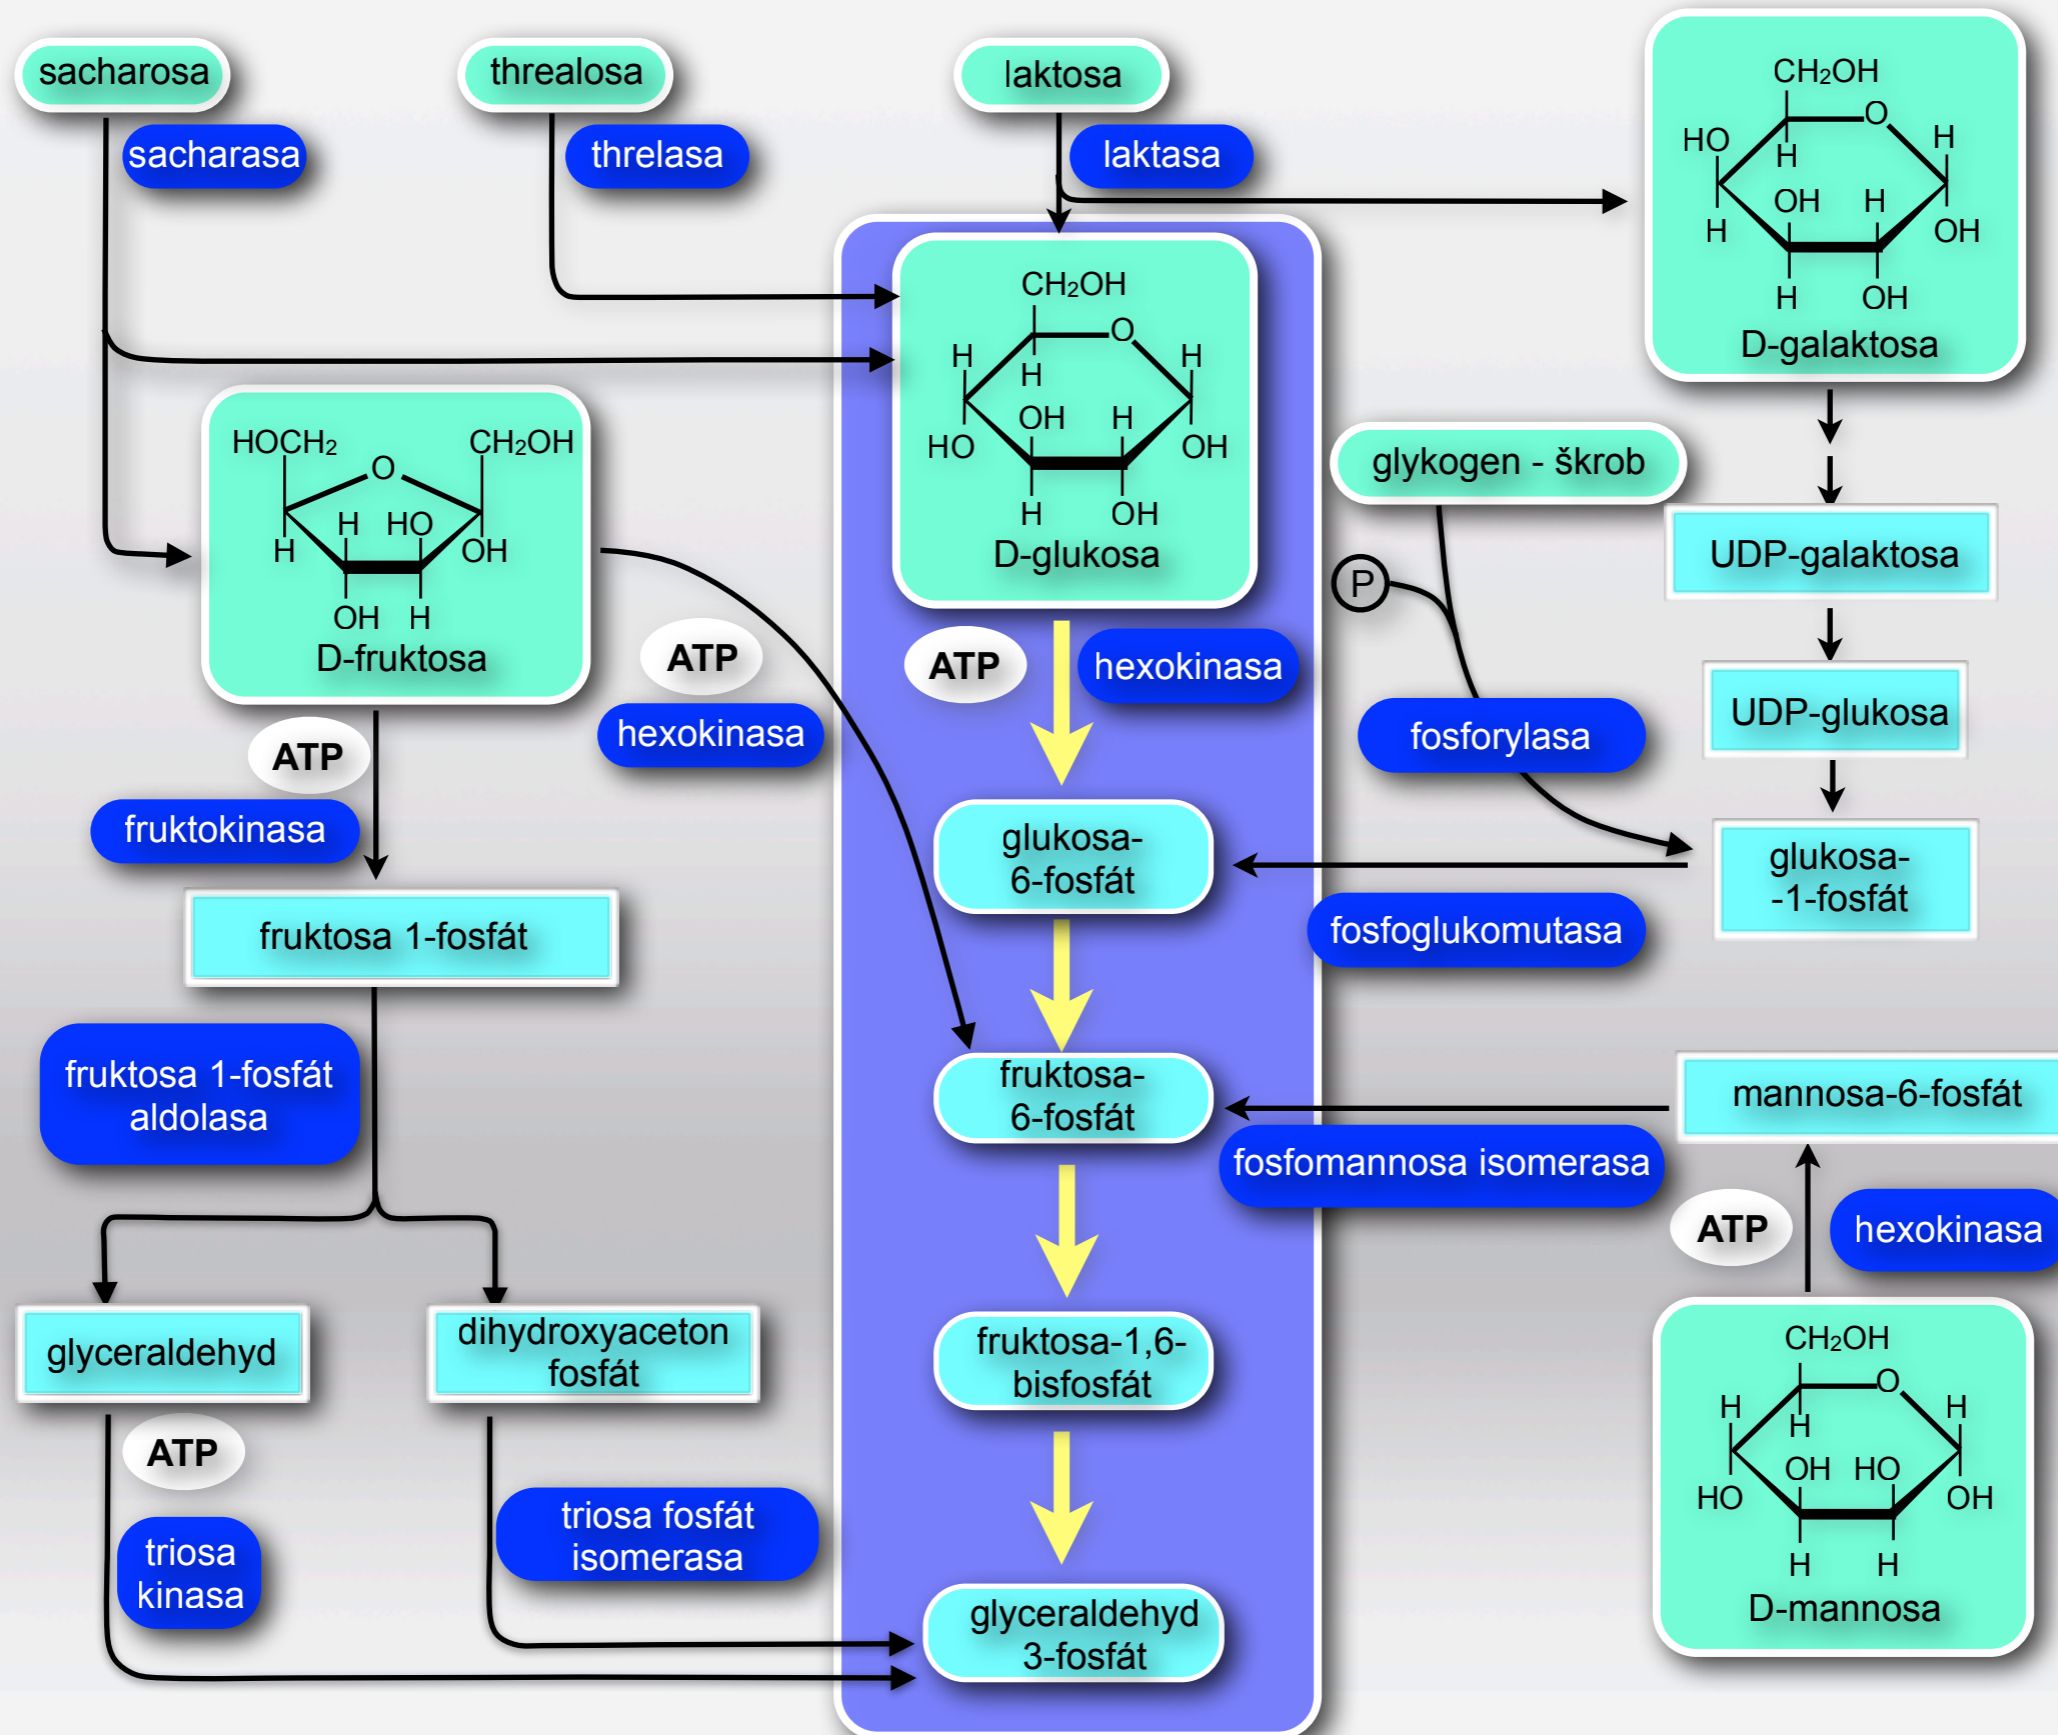 sacharosa
threalosa
laktosa
sacharasa
threlasa
laktasa
CH₂OH
O
HO
H
H
OH
H
H
OH
H
OH
D-galaktosa
CH₂OH
O
H
H
H
OH
H
HO
OH
H
OH
D-glukosa
HOCH₂
CH₂OH
O
H
HO
H
OH
OH
H
D-fruktosa
glykogen - škrob
P
UDP-galaktosa
UDP-glukosa
ATP
hexokinasa
ATP
hexokinasa
fosforylasa
ATP
fruktokinasa
glukosa-
6-fosfát
glukosa-
-1-fosfát
fosfoglukomutasa
fruktosa 1-fosfát
fruktosa 1-fosfát
aldolasa
fruktosa-
6-fosfát
mannosa-6-fosfát
fosfomannosa isomerasa
ATP
hexokinasa
glyceraldehyd
dihydroxyaceton
fosfát
fruktosa-1,6-
bisfosfát
CH₂OH
O
H
H
H
OH
HO
HO
OH
H
H
D-mannosa
ATP
triosa
kinasa
triosa fosfát
isomerasa
glyceraldehyd
3-fosfát